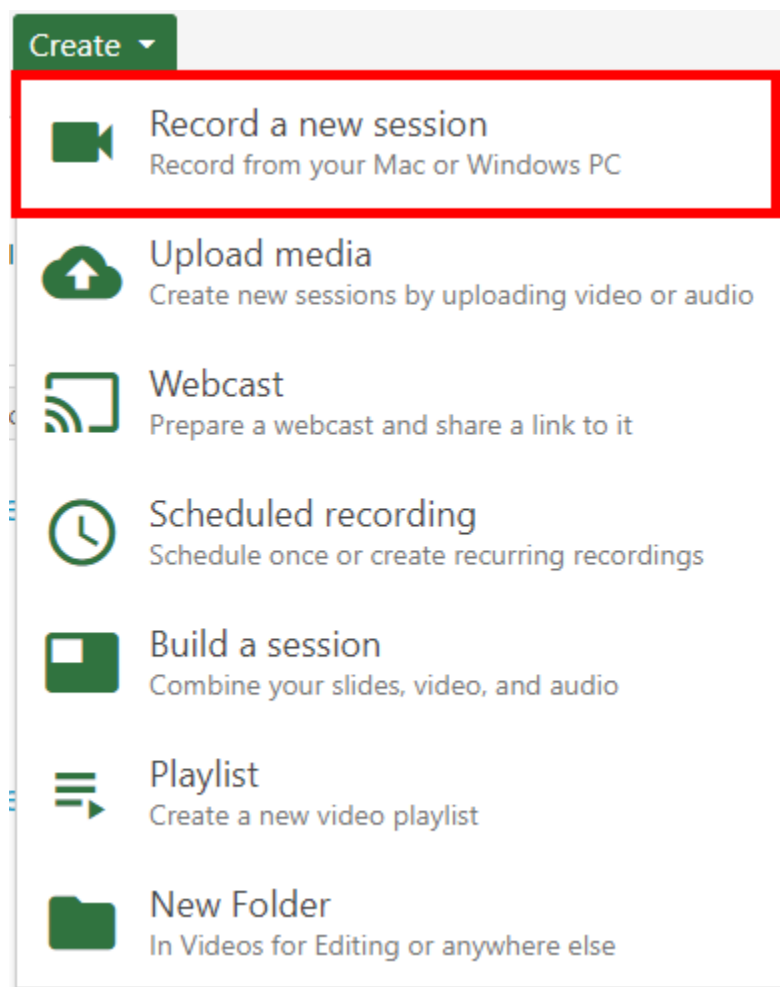 Create
Record a new session
Record from your Mac or Windows PC
Upload media
Create new sessions by uploading video or audio
Webcast
Prepare a webcast and share a link to it
Scheduled recording
Schedule once or create recurring recordings
Build a session
Combine your slides, video, and audio
Playlist
Create a new video playlist
New Folder
In Videos for Editing or anywhere else